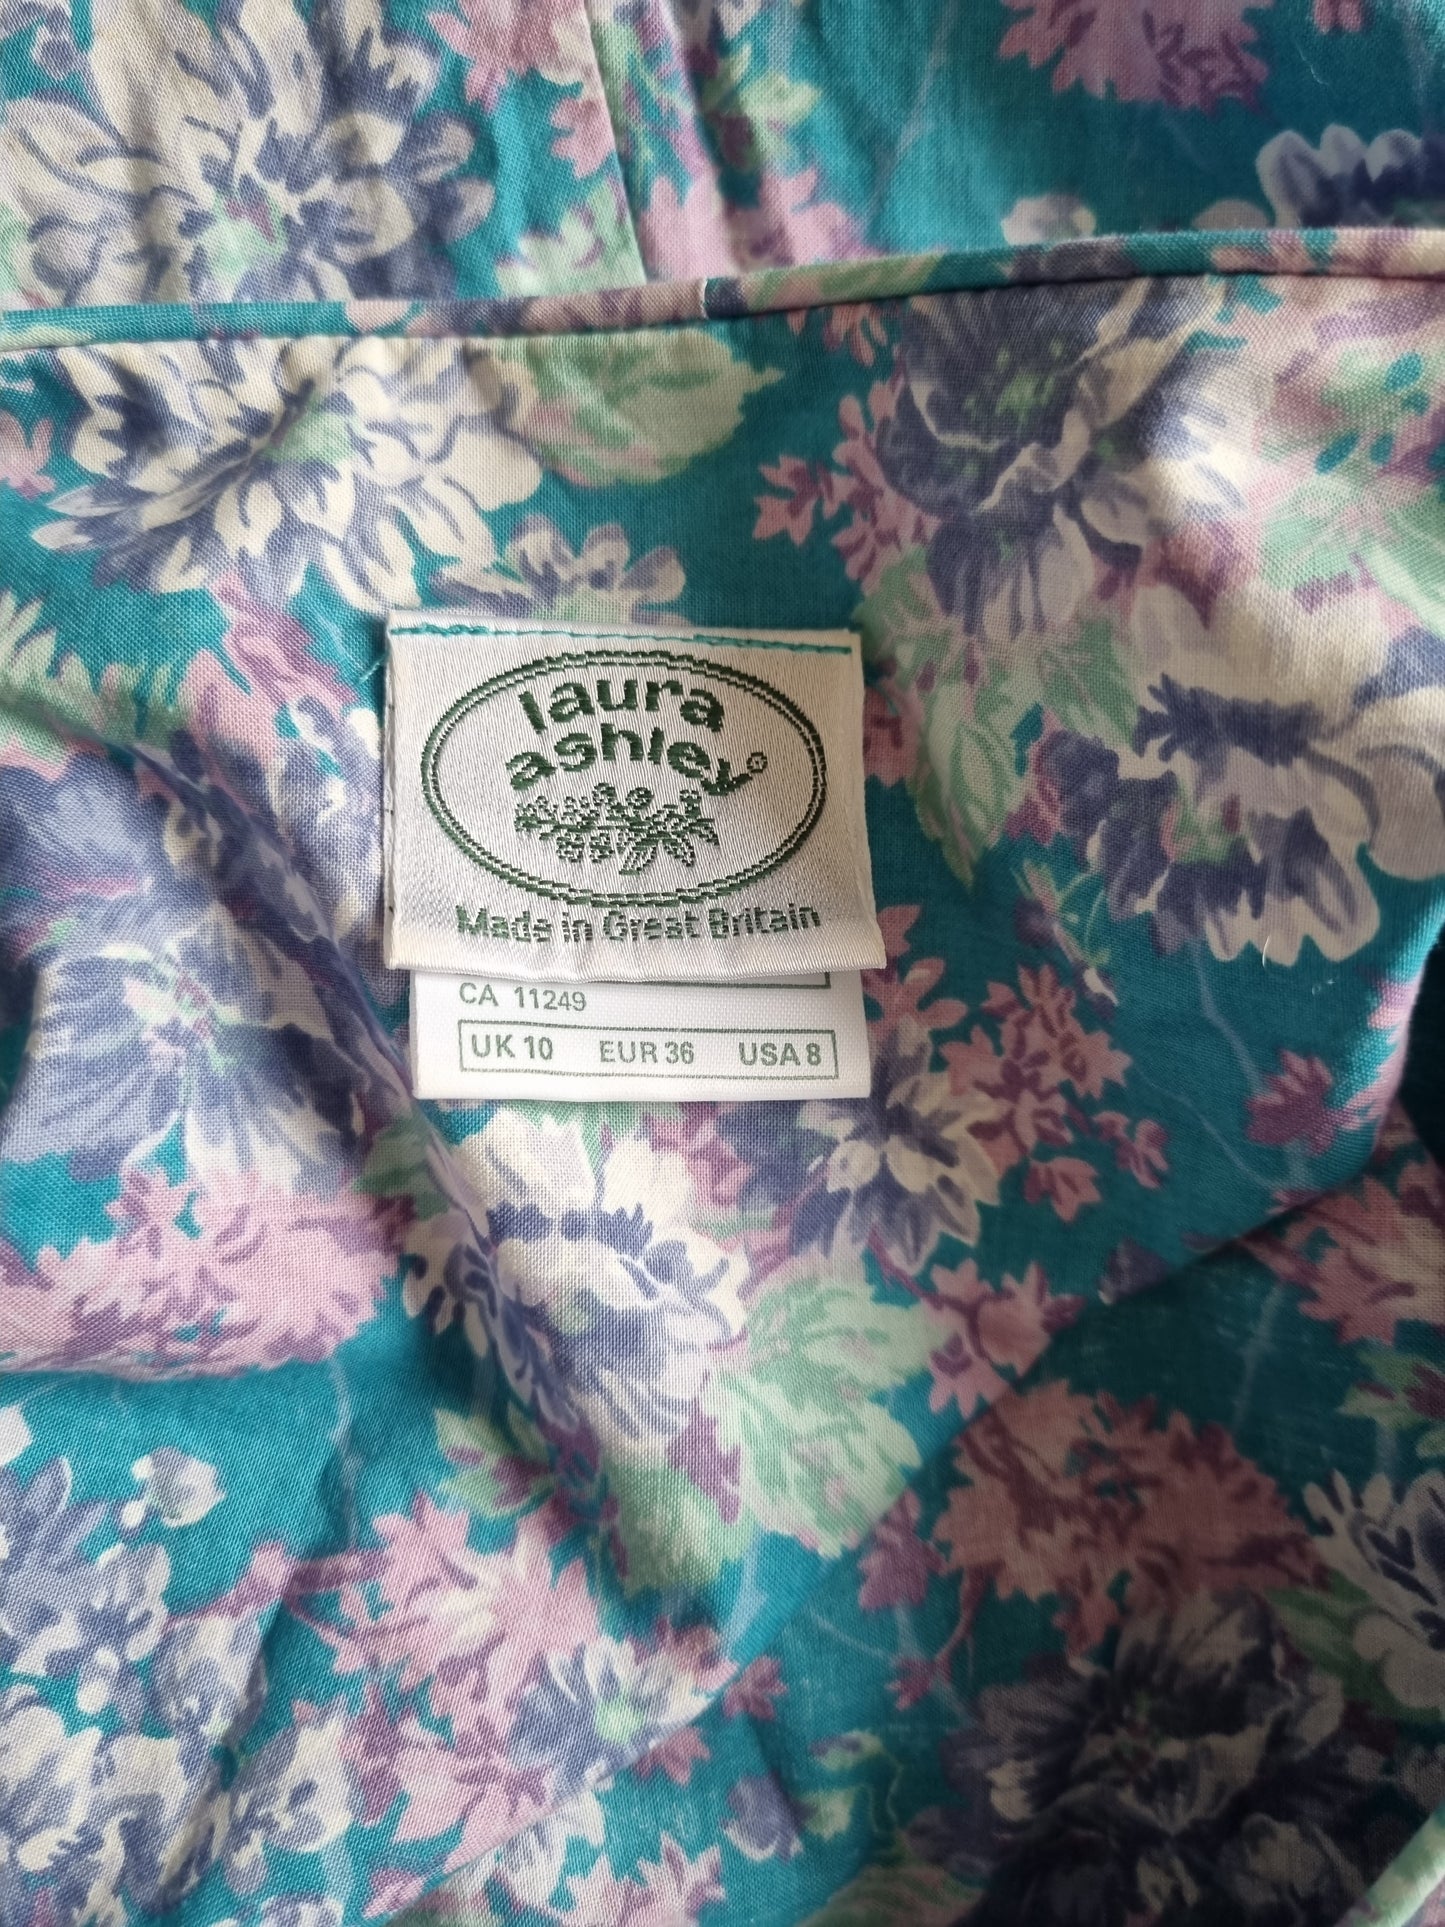 laura
ashley®
Made in Great Britain
CA 11249
UK 10 EUR 36 USA 8